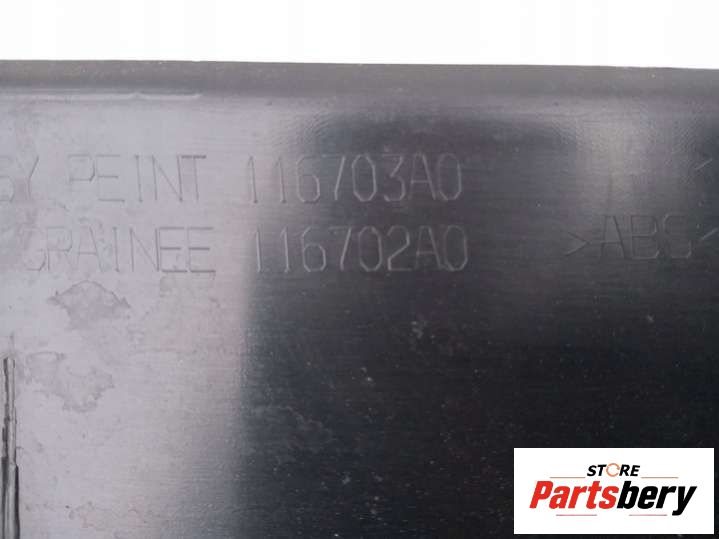 PEINT 116703A0
GRAINEE 116702A0 >ABS<
STORE
Partsbery